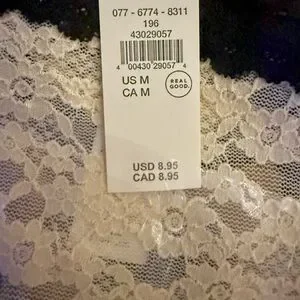 077 - 6774 - 8311
196
43029057
4 00430 29057 4
US M
CA M
REAL
GOOD.
USD 8.95
CAD 8.95